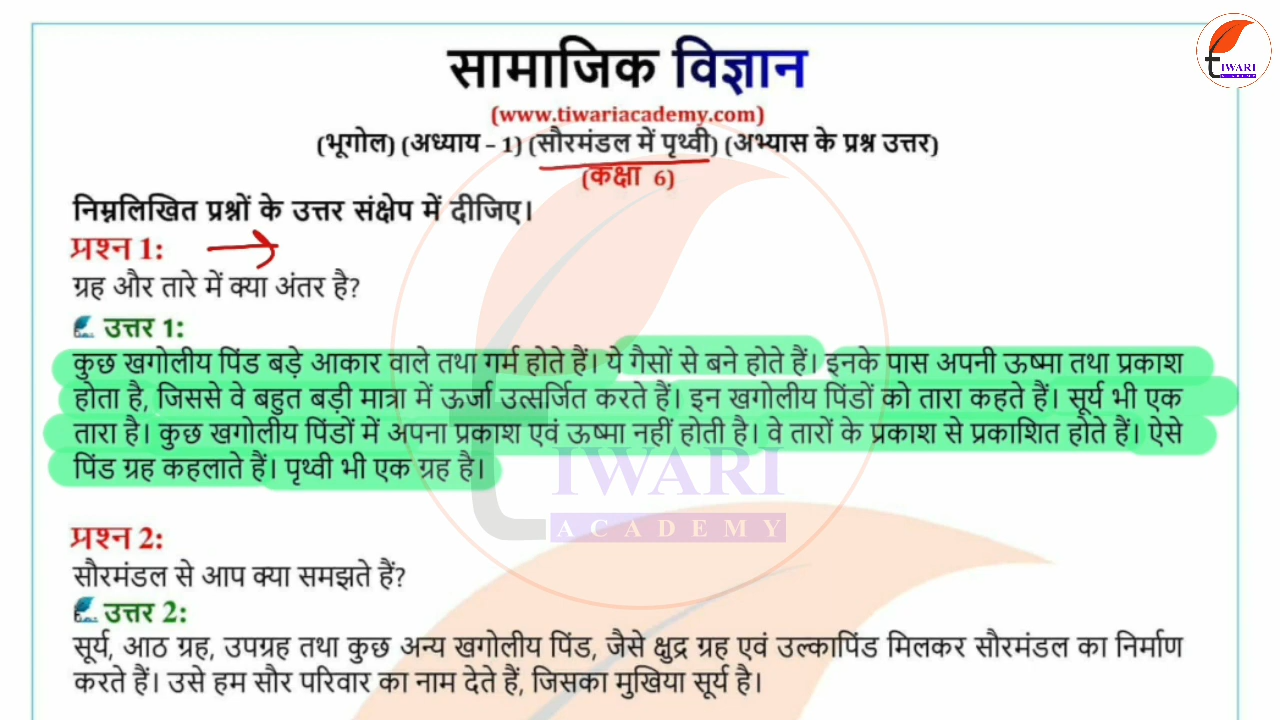 सामाजिक विज्ञान
(www.tiwariacademy.com)
(भूगोल) (अध्याय – 1) (सौरमंडल में पृथ्वी) (अभ्यास के प्रश्न उत्तर)
(कक्षा 6)
निम्नलिखित प्रश्नों के उत्तर संक्षेप में दीजिए।
प्रश्न 1:
ग्रह और तारे में क्या अंतर है?
उत्तर 1:
कुछ खगोलीय पिंड बड़े आकार वाले तथा गर्म होते हैं। ये गैसों से बने होते हैं। इनके पास अपनी ऊष्मा तथा प्रकाश
होता है, जिससे वे बहुत बड़ी मात्रा में ऊर्जा उत्सर्जित करते हैं। इन खगोलीय पिंडों को तारा कहते हैं। सूर्य भी एक
तारा है। कुछ खगोलीय पिंडों में अपना प्रकाश एवं ऊष्मा नहीं होती है। वे तारों के प्रकाश से प्रकाशित होते हैं। ऐसे
पिंड ग्रह कहलाते हैं। पृथ्वी भी एक ग्रह है।
प्रश्न 2:
सौरमंडल से आप क्या समझते हैं?
उत्तर 2:
सूर्य, आठ ग्रह, उपग्रह तथा कुछ अन्य खगोलीय पिंड, जैसे क्षुद्र ग्रह एवं उल्कापिंड मिलकर सौरमंडल का निर्माण
करते हैं। उसे हम सौर परिवार का नाम देते हैं, जिसका मुखिया सूर्य है।
TIWARI
ACADEMY
TIWARI
ACADEMY